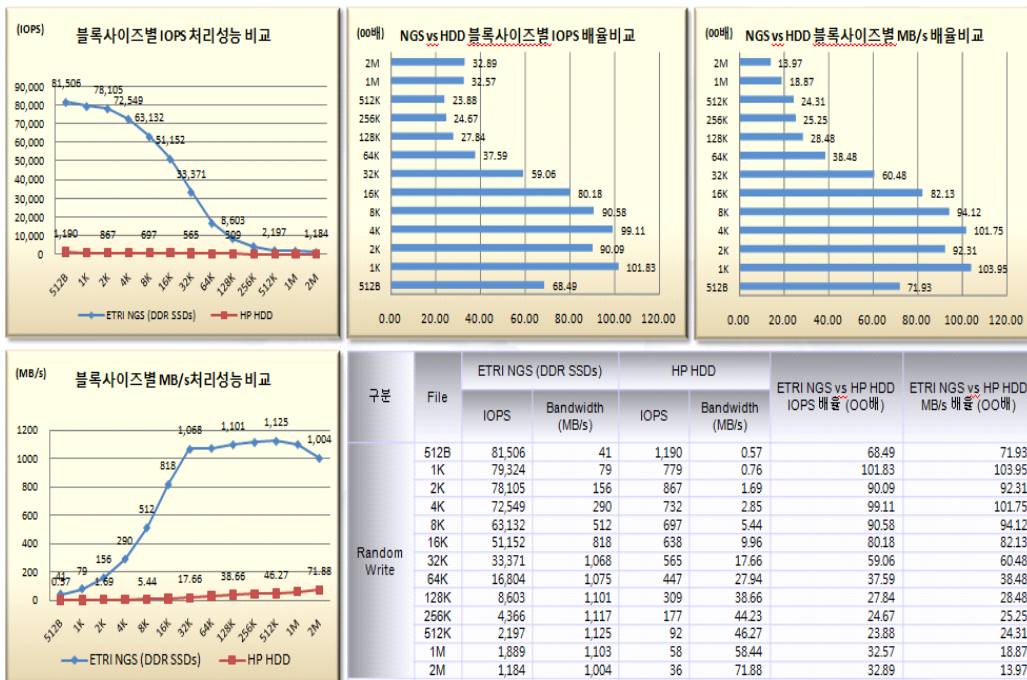 (IOPS)
블록사이즈별 IOPS 처리성능 비교
81,506
78,105
72,549
63,132
51,152
33,371
8,603
2,197
1,184
1,190
867
697
565
309
90,000
80,000
70,000
60,000
50,000
40,000
30,000
20,000
10,000
0
512B 1K 2K 4K 8K 16K 32K 64K 128K 256K 512K 1M 2M
ETRI NGS (DDR SSDs) HP HDD
(OO배)
NGS vs HDD 블록사이즈별 IOPS 배율비교
2M 32.89
1M 32.57
512K 23.88
256K 24.67
128K 27.84
64K 37.59
32K 59.06
16K 80.18
8K 90.58
4K 99.11
2K 90.09
1K 101.83
512B 68.49
0.00 20.00 40.00 60.00 80.00 100.00 120.00
(OO배)
NGS vs HDD 블록사이즈별 MB/s 배율비교
2M 13.97
1M 18.87
512K 24.31
256K 25.25
128K 28.48
64K 38.48
32K 60.48
16K 82.13
8K 94.12
4K 101.75
2K 92.31
1K 103.95
512B 71.93
0.00 20.00 40.00 60.00 80.00 100.00 120.00
(MB/s)
블록사이즈별 MB/s처리성능 비교
1200
1000
800
600
400
200
0
41 79 156 290 512 818 1,068 1,101 1,125 1,004
0.57 1.69 5.44 17.66 38.66 46.27 71.88
512B 1K 2K 4K 8K 16K 32K 64K 128K 256K 512K 1M 2M
ETRI NGS (DDR SSDs) HP HDD
구분 File ETRI NGS (DDR SSDs) HP HDD ETRI NGS vs HP HDD IOPS 배율 (OO배) ETRI NGS vs HP HDD MB/s 배율 (OO배)
IOPS Bandwidth (MB/s) IOPS Bandwidth (MB/s)
Random Write
512B 81,506 41 1,190 0.57 68.49 71.93
1K 79,324 79 779 0.76 101.83 103.95
2K 78,105 156 867 1.69 90.09 92.31
4K 72,549 290 732 2.85 99.11 101.75
8K 63,132 512 697 5.44 90.58 94.12
16K 51,152 818 638 9.96 80.18 82.13
32K 33,371 1,068 565 17.66 59.06 60.48
64K 16,804 1,075 447 27.94 37.59 38.48
128K 8,603 1,101 309 38.66 27.84 28.48
256K 4,366 1,117 177 44.23 24.67 25.25
512K 2,197 1,125 92 46.27 23.88 24.31
1M 1,889 1,103 58 58.44 32.57 18.87
2M 1,184 1,004 36 71.88 32.89 13.97